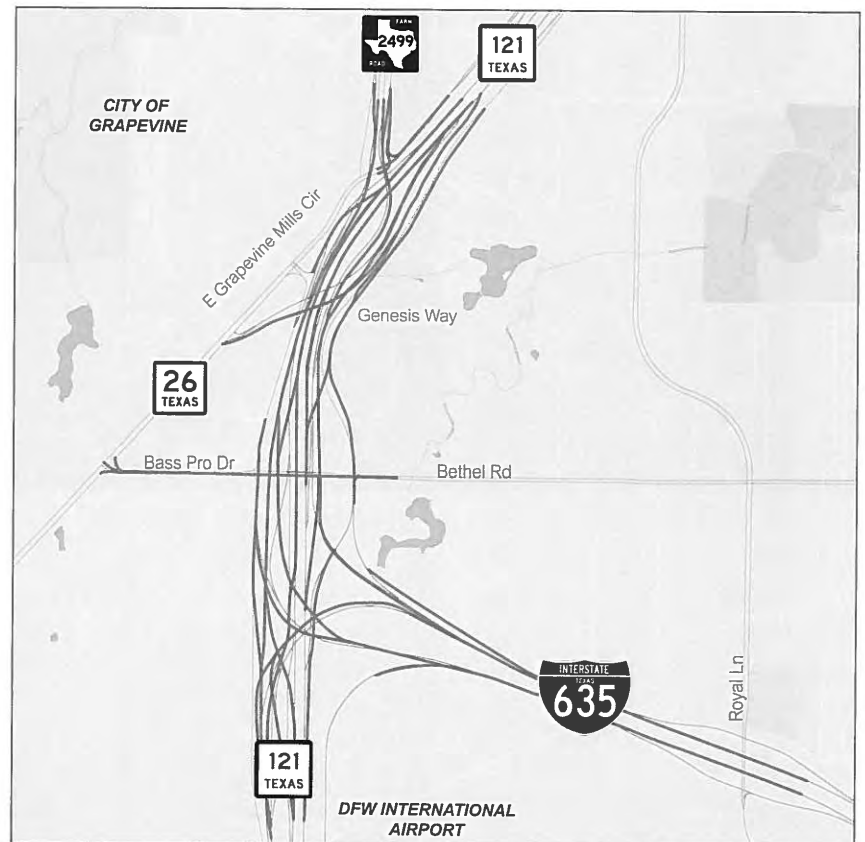 FARM
2499
ROAD
121
TEXAS
CITY OF
GRAPEVINE
E Grapevine Mills Cir
Genesis Way
26
TEXAS
Bass Pro Dr
Bethel Rd
Royal Ln
INTERSTATE
TEXAS
635
121
TEXAS
DFW INTERNATIONAL
AIRPORT